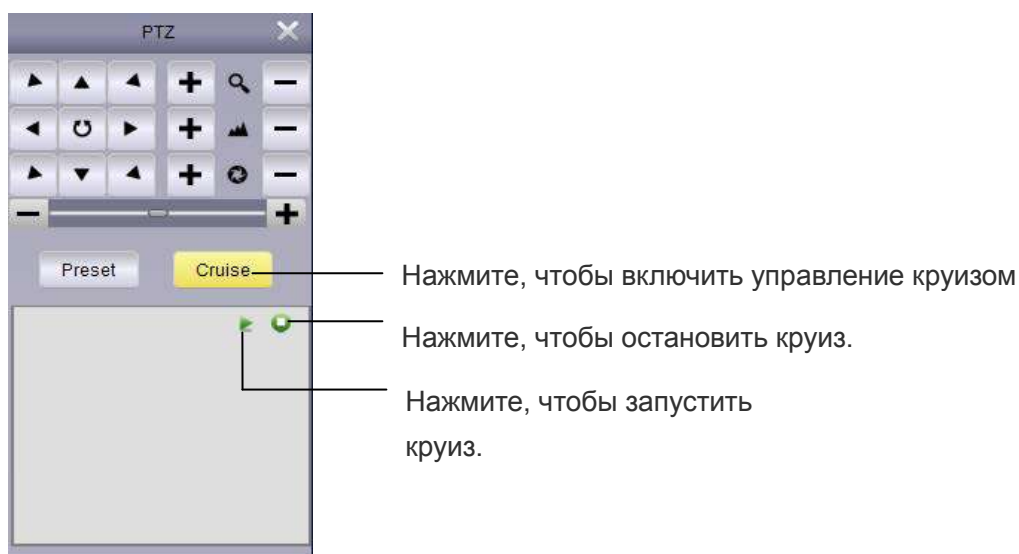 PTZ
Preset Cruise
Нажмите, чтобы включить управление круизом
Нажмите, чтобы остановить круиз.
Нажмите, чтобы запустить
круиз.